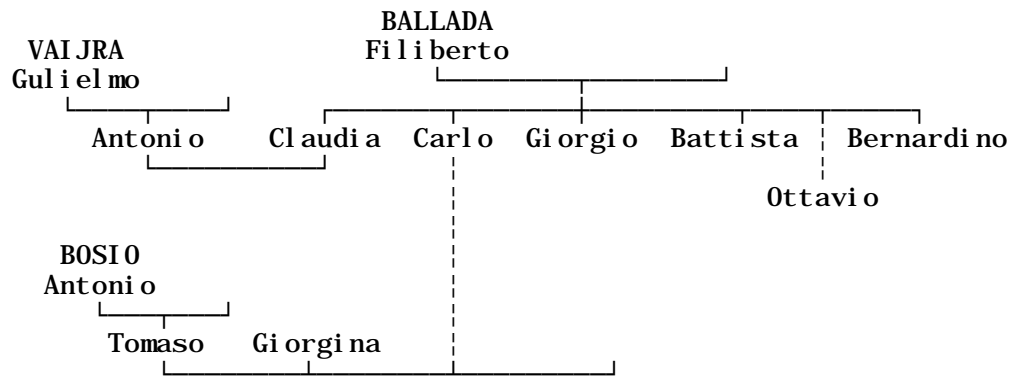 BALLADA
VAIJRA Filiberto
Gulielmo
Antonio Claudia Carlo Giorgio Battista Bernardino
Ottavio
BOSIO
Antonio
Tomaso Giorgina